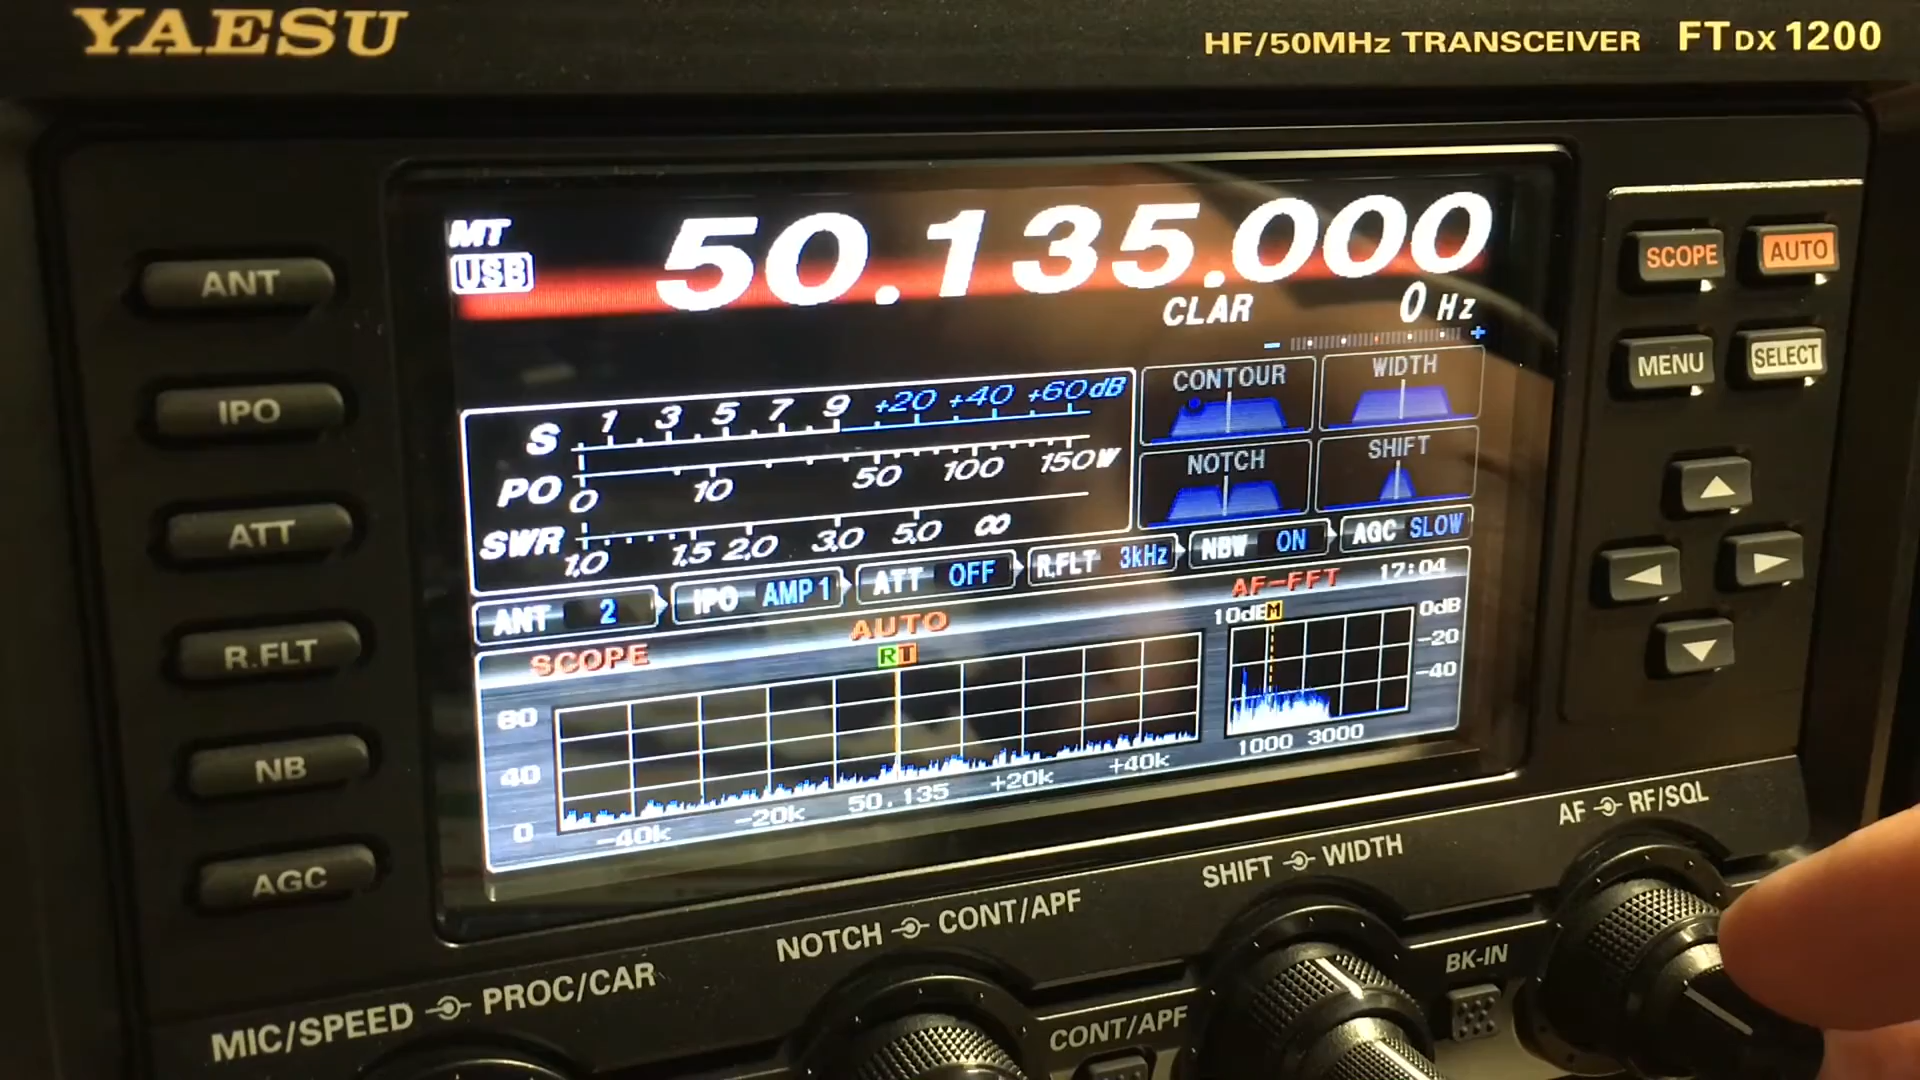 YAESU
HF/50MHz TRANSCEIVER FTDX1200
MT
USB
50.135.000
CLAR 0 Hz
− +
S 1 3 5 7 9 +20 +40 +60dB
PO 0 10 50 100 150W
SWR 1.0 1.5 2.0 3.0 5.0 ∞
CONTOUR WIDTH
NOTCH SHIFT
ANT 2 IPO AMP1 ATT OFF R.FLT 3kHz NBW ON AGC SLOW
SCOPE AUTO AF-FFT 17:04
RT
10dB M 0dB
-20
-40
80
40
0
-40k -20k 50.135 +20k +40k
1000 3000
ANT
IPO
ATT
R.FLT
NB
AGC
SCOPE AUTO
MENU SELECT
MIC/SPEED PROC/CAR
NOTCH CONT/APF
SHIFT WIDTH
AF RF/SQL
CONT/APF
BK-IN